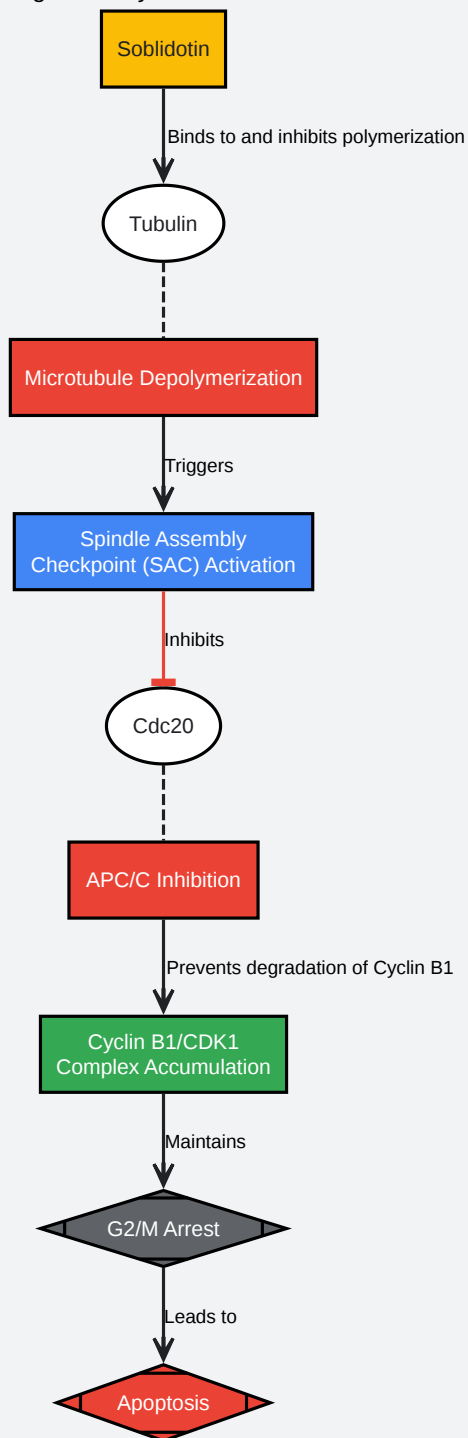 Soblidotin
Binds to and inhibits polymerization
Tubulin
Microtubule Depolymerization
Triggers
Spindle Assembly
Checkpoint (SAC) Activation
Inhibits
Cdc20
APC/C Inhibition
Prevents degradation of Cyclin B1
Cyclin B1/CDK1
Complex Accumulation
Maintains
G2/M Arrest
Leads to
Apoptosis